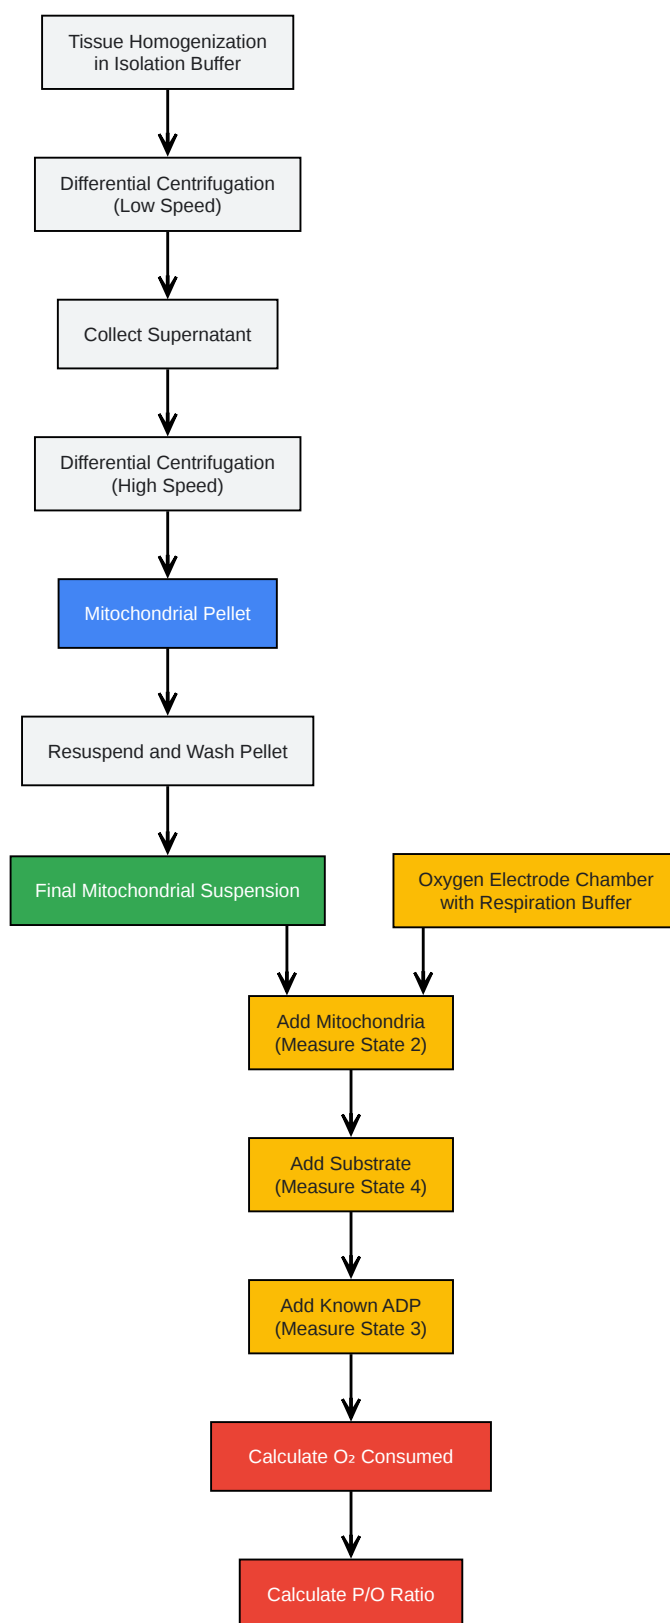 Tissue Homogenization
in Isolation Buffer
Differential Centrifugation
(Low Speed)
Collect Supernatant
Differential Centrifugation
(High Speed)
Mitochondrial Pellet
Resuspend and Wash Pellet
Final Mitochondrial Suspension
Oxygen Electrode Chamber
with Respiration Buffer
Add Mitochondria
(Measure State 2)
Add Substrate
(Measure State 4)
Add Known ADP
(Measure State 3)
Calculate O₂ Consumed
Calculate P/O Ratio